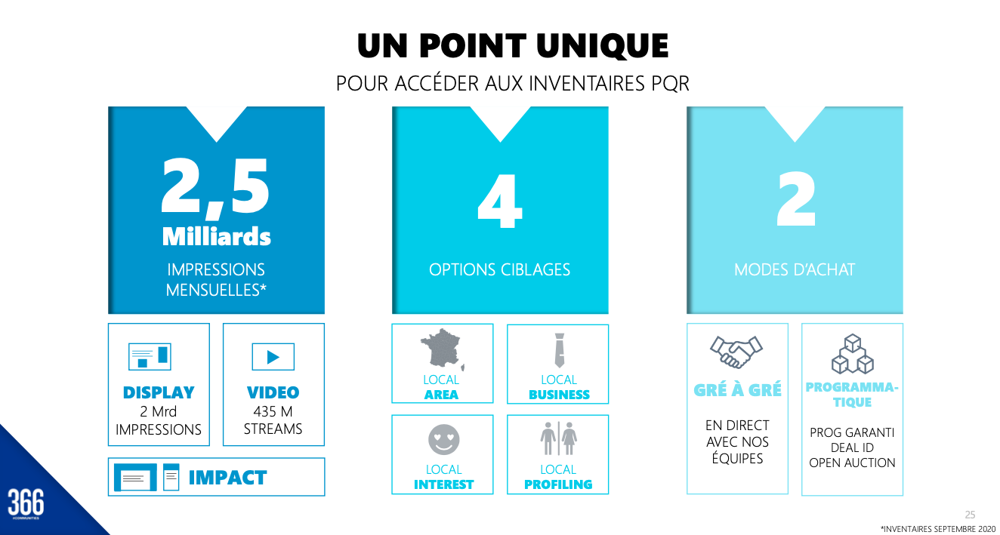 UN POINT UNIQUE
POUR ACCÉDER AUX INVENTAIRES PQR
2,5
Milliards
IMPRESSIONS
MENSUELLES*
DISPLAY
2 Mrd
IMPRESSIONS
VIDEO
435 M
STREAMS
IMPACT
4
OPTIONS CIBLAGES
LOCAL
AREA
LOCAL
BUSINESS
LOCAL
INTEREST
LOCAL
PROFILING
2
MODES D'ACHAT
GRÉ À GRÉ
EN DIRECT
AVEC NOS
ÉQUIPES
PROGRAMMA-
TIQUE
PROG GARANTI
DEAL ID
OPEN AUCTION
366
#COMMUNITIES
25
*INVENTAIRES SEPTEMBRE 2020